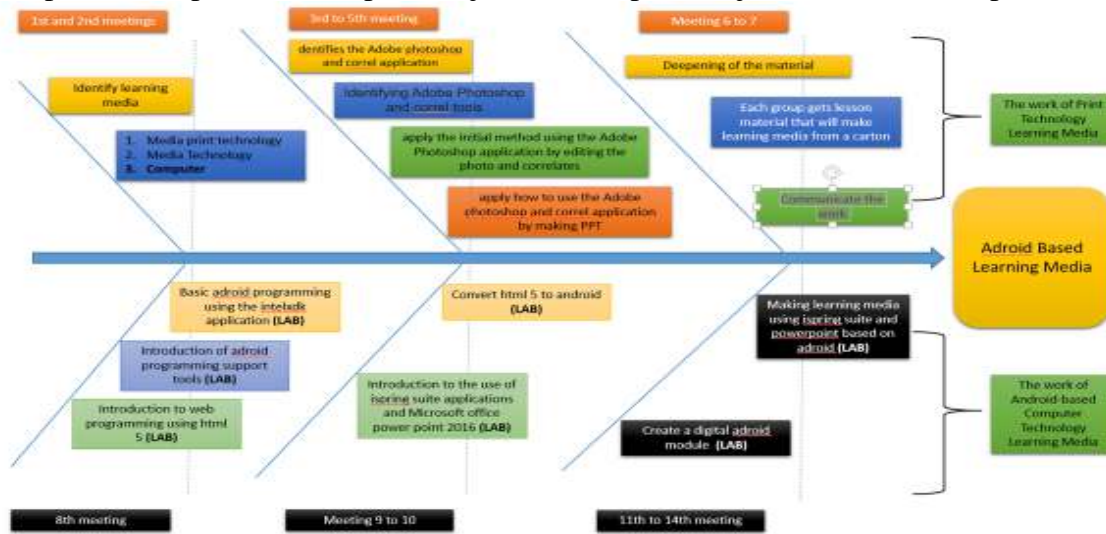 1st and 2nd meetings
3rd to 5th meeting
Meeting 6 to 7
Identify learning
media
1. Media print technology
2. Media Technology
3. Computer
dentifies the Adobe photoshop
and correl application
Identifying Adobe Photoshop
and correl tools
apply the initial method using the Adobe
Photoshop application by editing the
photo and correlates
apply how to use the Adobe
photoshop and correl application
by making PPT
Deepening of the material
Each group gets lesson
material that will make
learning media from a carton
Communicate the
work
The work of Print
Technology
Learning Media
Adroid Based
Learning Media
Basic adroid programming
using the intelxdk
application (LAB)
Introduction of adroid
programming support
tools (LAB)
Introduction to web
programming using html
5 (LAB)
Convert html 5 to android
(LAB)
Introduction to the use of
ispring suite applications
and Microsoft office
power point 2016 (LAB)
Making learning media
using ispring suite and
powerpoint based on
adroid (LAB)
Create a digital adroid
module (LAB)
The work of
Android-based
Computer
Technology
Learning Media
8th meeting
Meeting 9 to 10
11th to 14th meeting